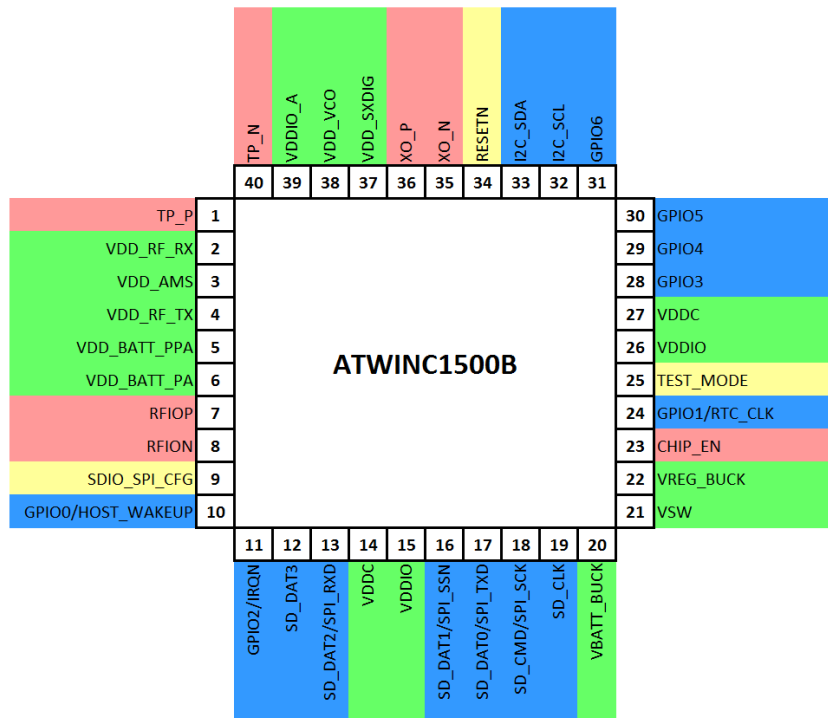 TP_N
VDDIO_A
VDD_VCO
VDD_SXDIG
XO_P
XO_N
RESETN
I2C_SDA
I2C_SCL
GPIO6
40 39 38 37 36 35 34 33 32 31
TP_P 1
VDD_RF_RX 2
VDD_AMS 3
VDD_RF_TX 4
VDD_BATT_PPA 5
VDD_BATT_PA 6
RFIOP 7
RFION 8
SDIO_SPI_CFG 9
GPIO0/HOST_WAKEUP 10
ATWINC1500B
30 GPIO5
29 GPIO4
28 GPIO3
27 VDDC
26 VDDIO
25 TEST_MODE
24 GPIO1/RTC_CLK
23 CHIP_EN
22 VREG_BUCK
21 VSW
11 12 13 14 15 16 17 18 19 20
GPIO2/IRQN
SD_DAT3
SD_DAT2/SPI_RXD
VDDC
VDDIO
SD_DAT1/SPI_SSN
SD_DAT0/SPI_TXD
SD_CMD/SPI_SCK
SD_CLK
VBATT_BUCK